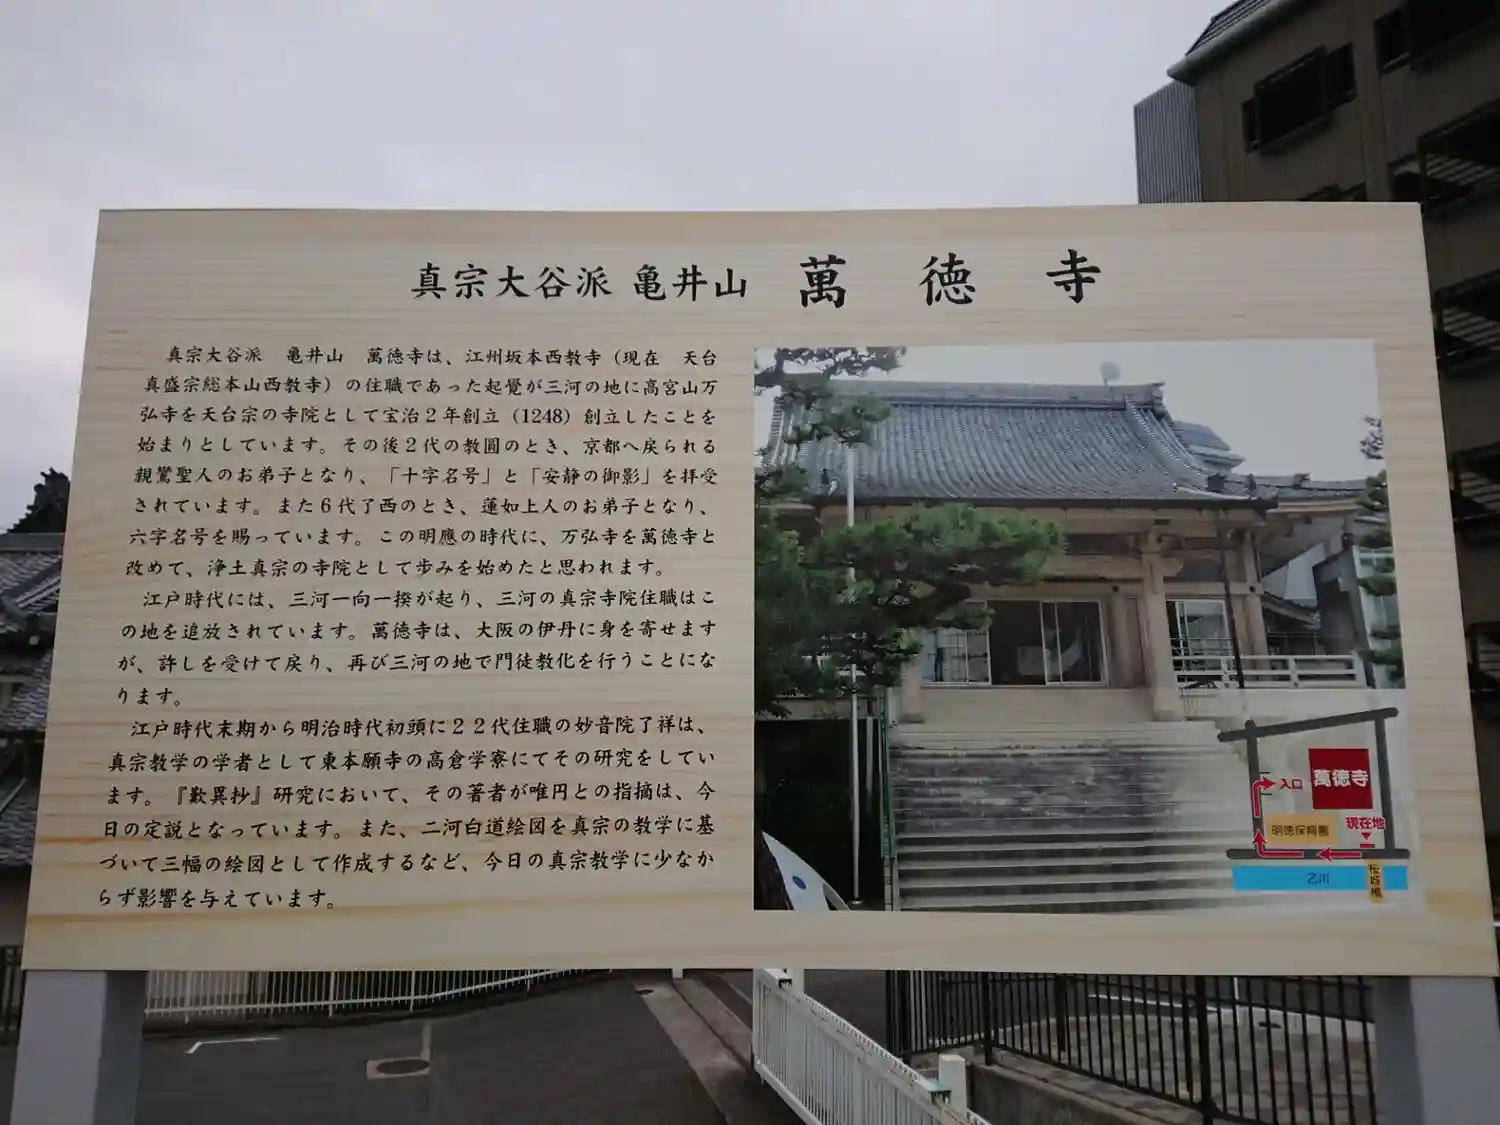 真宗大谷派 亀井山 萬徳寺
真宗大谷派　亀井山　萬徳寺は、江州坂本西教寺（現在　天台
真盛宗総本山西教寺）の住職であった起覺が三河の地に高宮山万
弘寺を天台宗の寺院として宝治２年創立（1248）創立したことを
始まりとしています。その後２代の教圓のとき、京都へ戻られる
親鸞聖人のお弟子となり、「十字名号」と「安静の御影」を拝受
されています。また６代了西のとき、蓮如上人のお弟子となり、
六字名号を賜っています。この明應の時代に、万弘寺を萬徳寺と
改めて、浄土真宗の寺院として歩みを始めたと思われます。
江戸時代には、三河一向一揆が起り、三河の真宗寺院住職はこ
の地を追放されています。萬徳寺は、大阪の伊丹に身を寄せます
が、許しを受けて戻り、再び三河の地で門徒教化を行うことにな
ります。
江戸時代末期から明治時代初頭に２２代住職の妙音院了祥は、
真宗教学の学者として東本願寺の高倉学寮にてその研究をしてい
ます。『歎異抄』研究において、その著者が唯円との指摘は、今
日の定説となっています。また、二河白道絵図を真宗の教学に基
づいて三幅の絵図として作成するなど、今日の真宗教学に少なか
らず影響を与えています。
萬徳寺
入口
明徳保育園
現在地
乙川
桜城橋